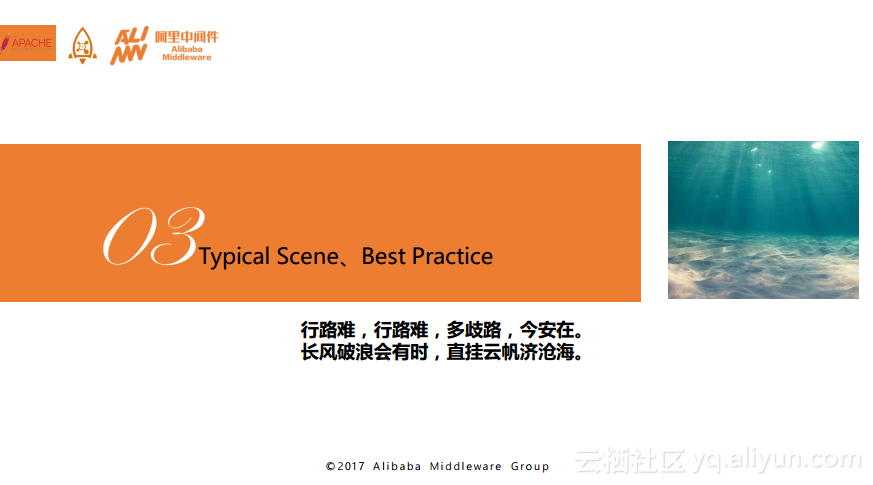 APACHE
阿里中间件
Alibaba
Middleware
03 Typical Scene、Best Practice
行路难，行路难，多歧路，今安在。
长风破浪会有时，直挂云帆济沧海。
©2017 Alibaba Middleware Group
云栖社区 yq.aliyun.com